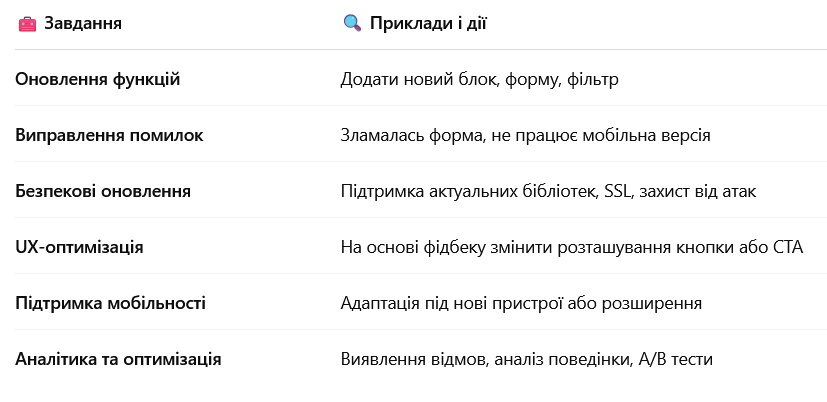 🧰 Завдання 🔍 Приклади і дії
Оновлення функцій Додати новий блок, форму, фільтр
Виправлення помилок Зламалась форма, не працює мобільна версія
Безпекові оновлення Підтримка актуальних бібліотек, SSL, захист від атак
UX-оптимізація На основі фідбеку змінити розташування кнопки або CTA
Підтримка мобільності Адаптація під нові пристрої або розширення
Аналітика та оптимізація Виявлення відмов, аналіз поведінки, A/B тести